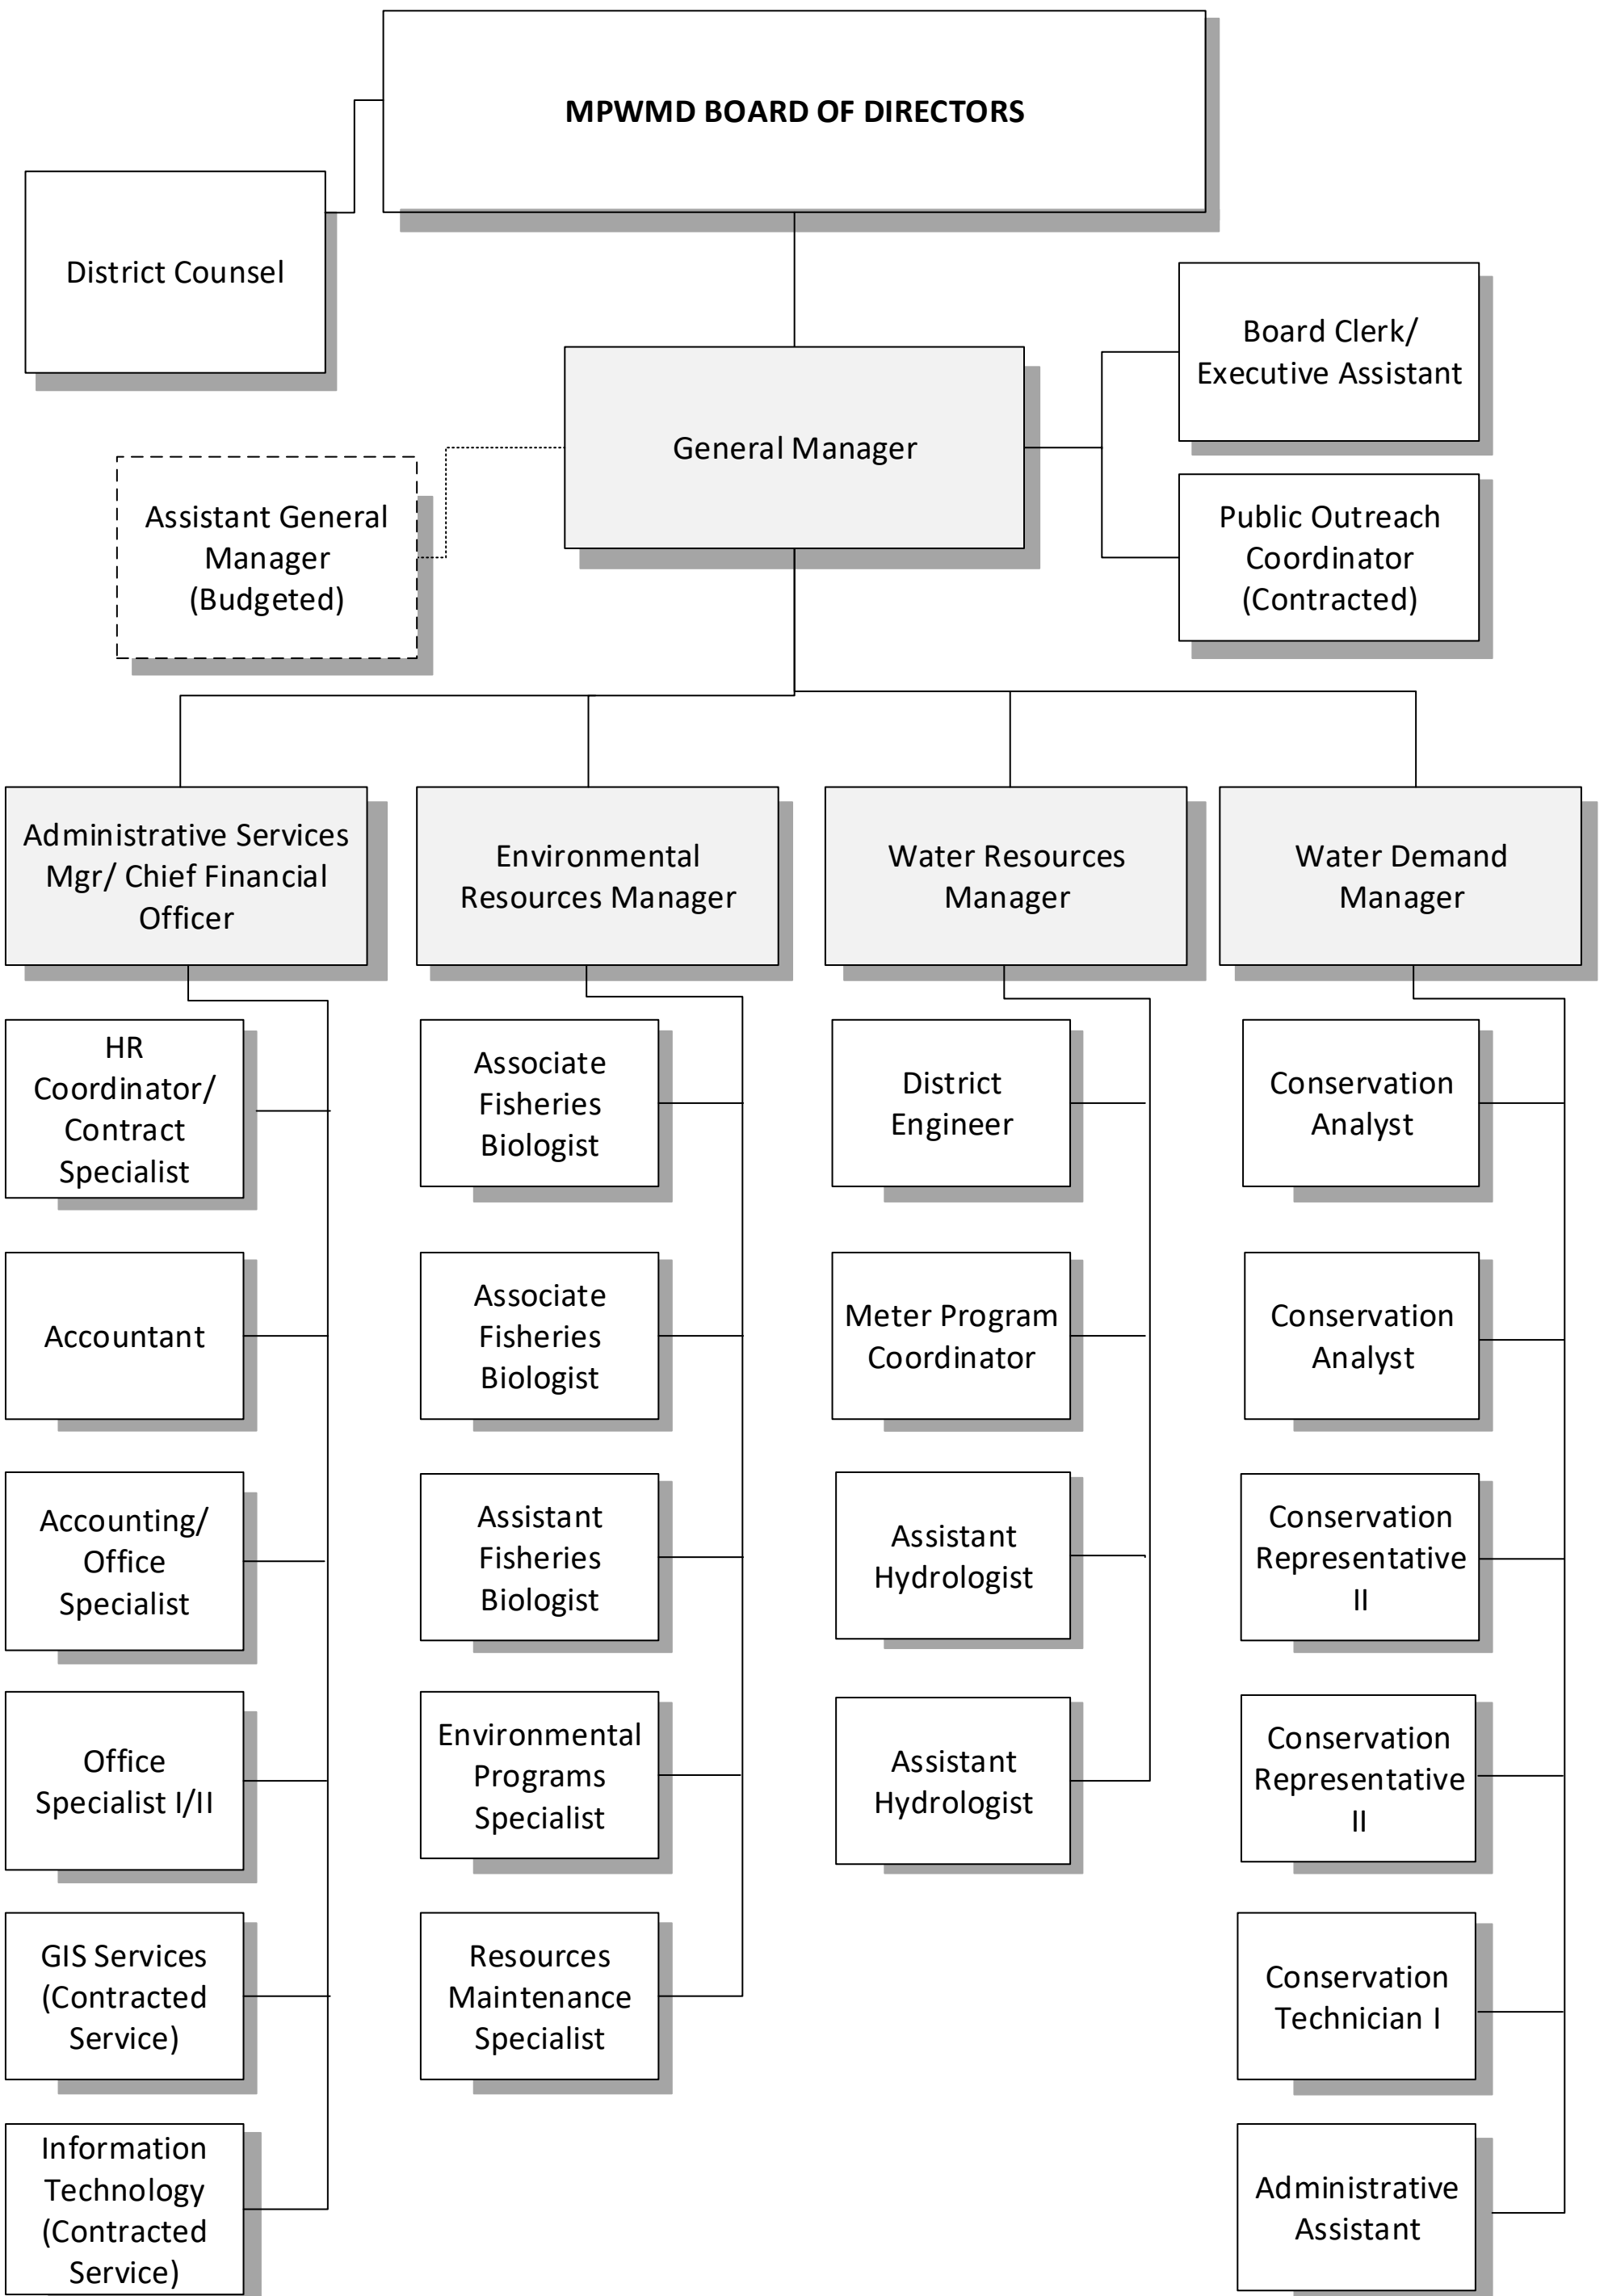 MPWMD BOARD OF DIRECTORS
District Counsel
Board Clerk/
Executive Assistant
General Manager
Assistant General
Manager
(Budgeted)
Public Outreach
Coordinator
(Contracted)
Administrative Services
Mgr/ Chief Financial
Officer
Environmental
Resources Manager
Water Resources
Manager
Water Demand
Manager
HR
Coordinator/
Contract
Specialist
Accountant
Accounting/
Office
Specialist
Office
Specialist I/II
GIS Services
(Contracted
Service)
Information
Technology
(Contracted
Service)
Associate
Fisheries
Biologist
Associate
Fisheries
Biologist
Assistant
Fisheries
Biologist
Environmental
Programs
Specialist
Resources
Maintenance
Specialist
District
Engineer
Meter Program
Coordinator
Assistant
Hydrologist
Assistant
Hydrologist
Conservation
Analyst
Conservation
Analyst
Conservation
Representative
II
Conservation
Representative
II
Conservation
Technician I
Administrative
Assistant